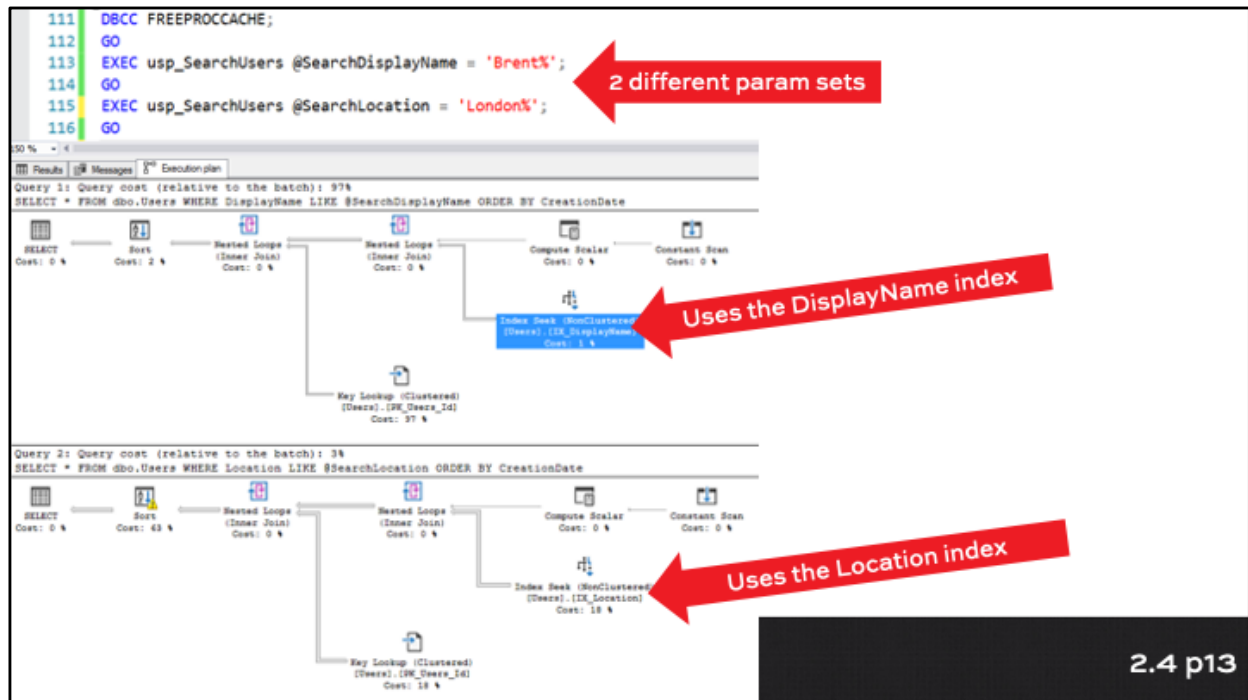 111 DBCC FREEPROCCACHE;
112 GO
113 EXEC usp_SearchUsers @SearchDisplayName = 'Brent%';
114 GO
115 EXEC usp_SearchUsers @SearchLocation = 'London%';
116 GO
2 different param sets
Results Messages Execution plan
Query 1: Query cost (relative to the batch): 97%
SELECT * FROM dbo.Users WHERE DisplayName LIKE @SearchDisplayName ORDER BY CreationDate
SELECT
Cost: 0 %
Sort
Cost: 2 %
Nested Loops
(Inner Join)
Cost: 0 %
Nested Loops
(Inner Join)
Cost: 0 %
Compute Scalar
Cost: 0 %
Constant Scan
Cost: 0 %
Index Seek (NonClustered)
[Users].[IX_DisplayName]
Cost: 1 %
Uses the DisplayName index
Key Lookup (Clustered)
[Users].[PK_Users_Id]
Cost: 97 %
Query 2: Query cost (relative to the batch): 3%
SELECT * FROM dbo.Users WHERE Location LIKE @SearchLocation ORDER BY CreationDate
SELECT
Cost: 0 %
Sort
Cost: 63 %
Nested Loops
(Inner Join)
Cost: 0 %
Nested Loops
(Inner Join)
Cost: 0 %
Compute Scalar
Cost: 0 %
Constant Scan
Cost: 0 %
Index Seek (NonClustered)
[Users].[IX_Location]
Cost: 18 %
Uses the Location index
Key Lookup (Clustered)
[Users].[PK_Users_Id]
Cost: 18 %
2.4 p13